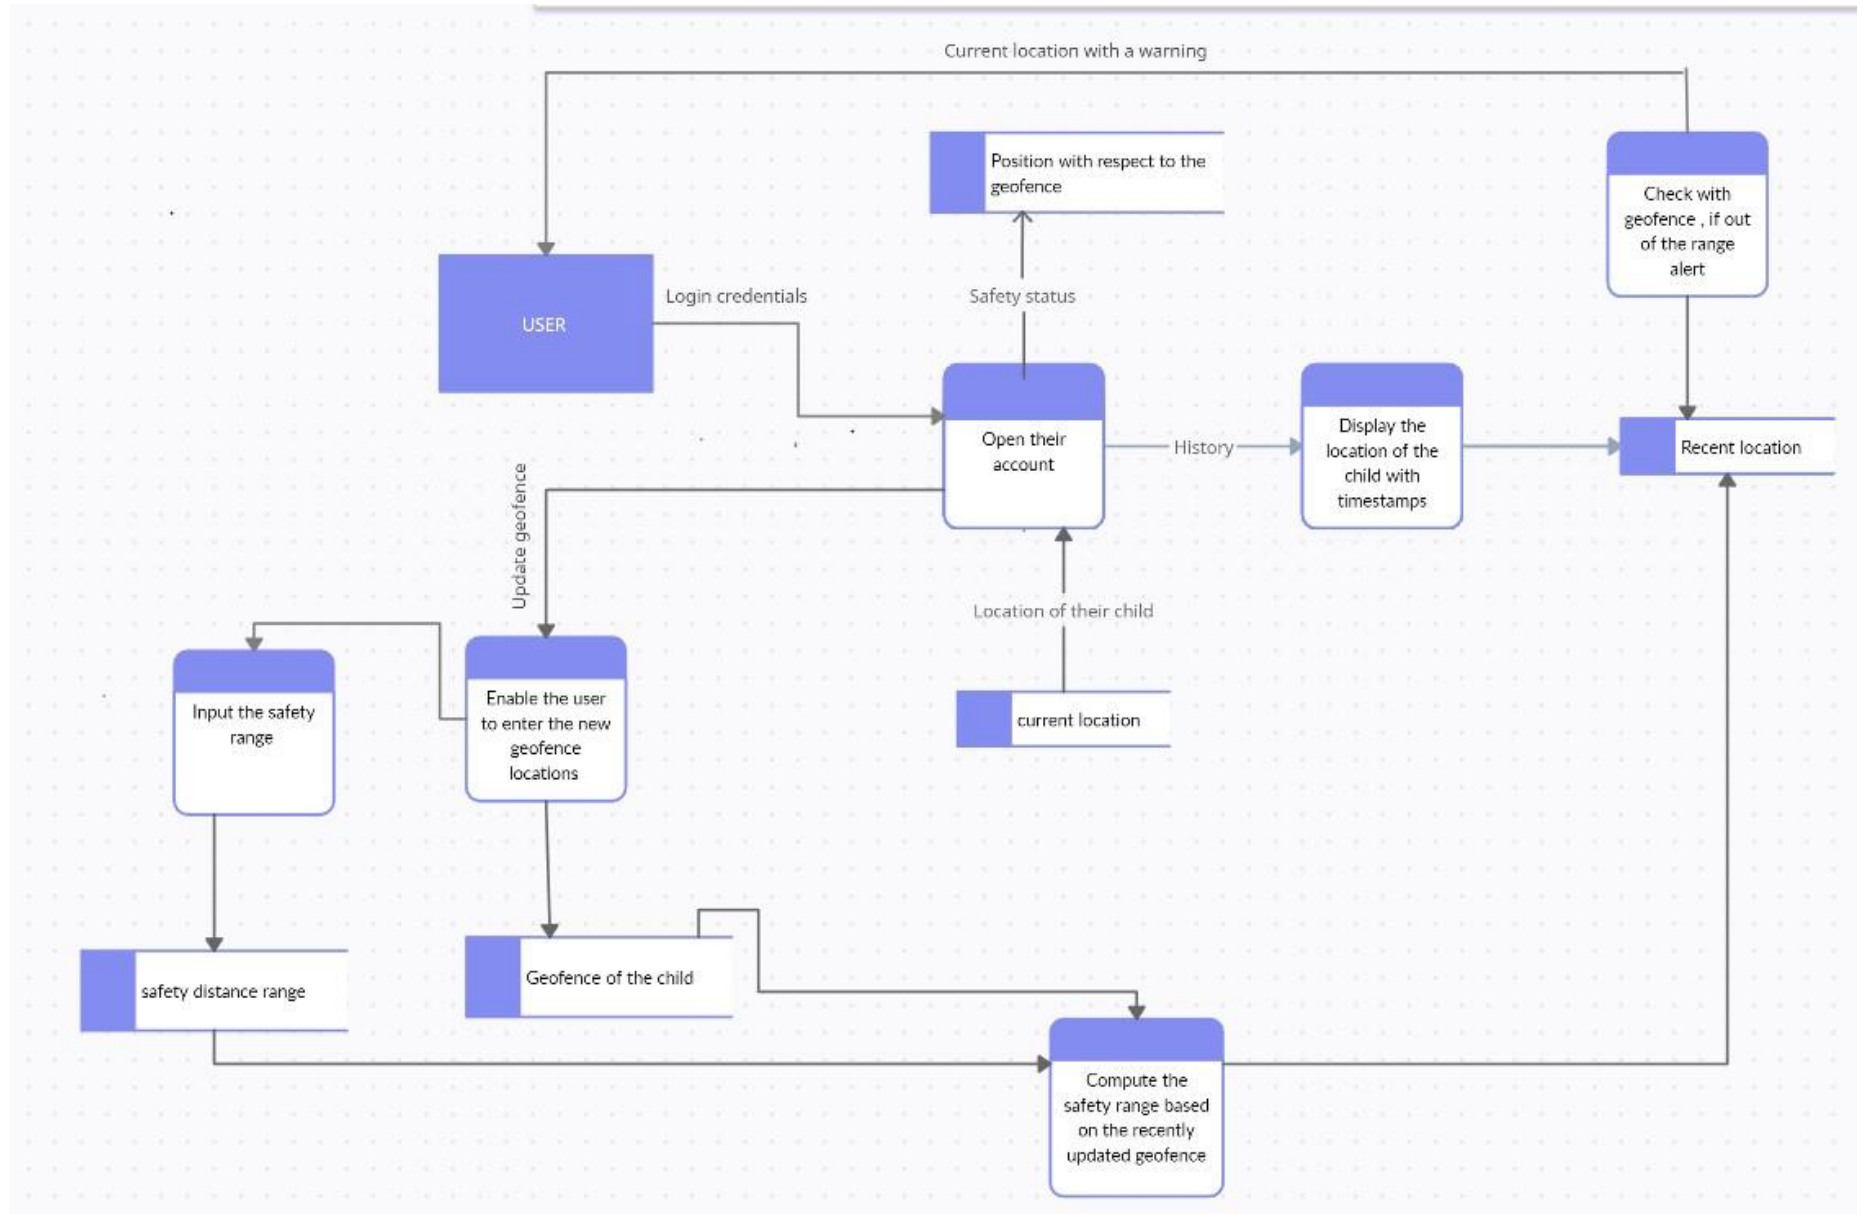 Current location with a warning
Position with respect to the
geofence
Check with
geofence , if out
of the range
alert
USER
Login credentials
Safety status
Open their
account
History
Display the
location of the
child with
timestamps
Recent location
Update geofence
Location of their child
Input the safety
range
Enable the user
to enter the new
geofence
locations
current location
safety distance range
Geofence of the child
Compute the
safety range based
on the recently
updated geofence